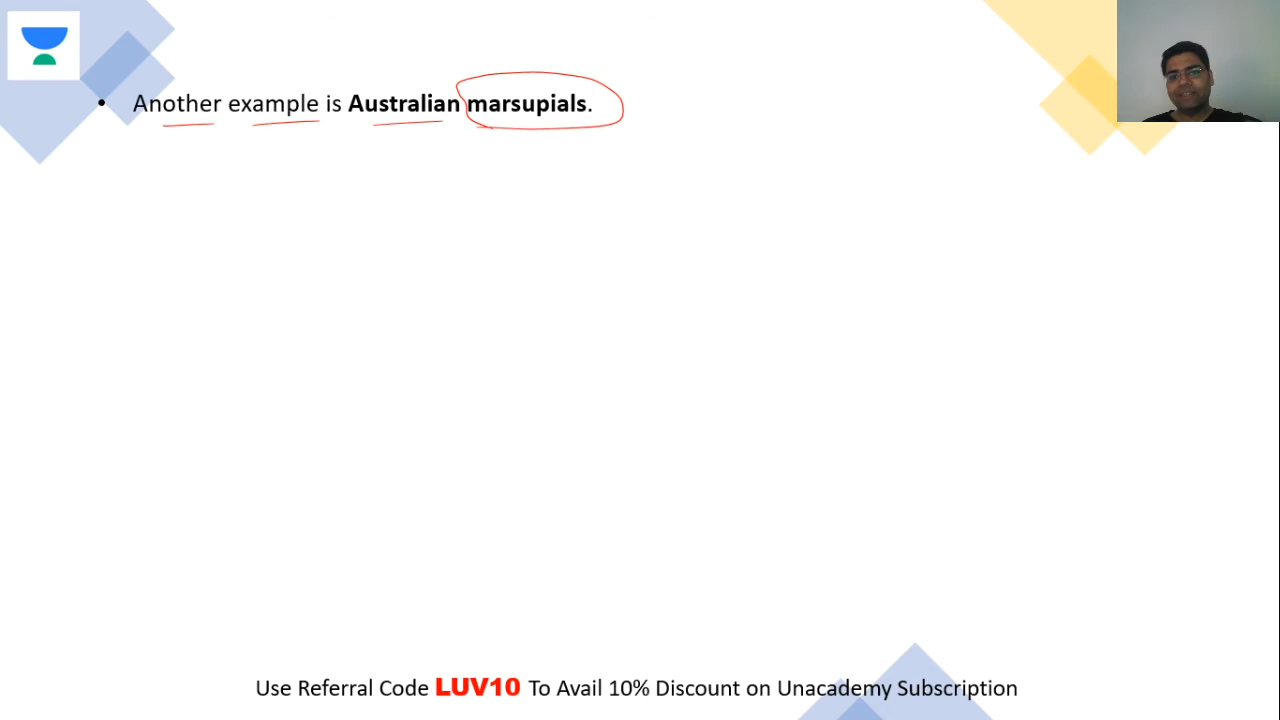 • Another example is Australian marsupials.
Use Referral Code LUV10 To Avail 10% Discount on Unacademy Subscription